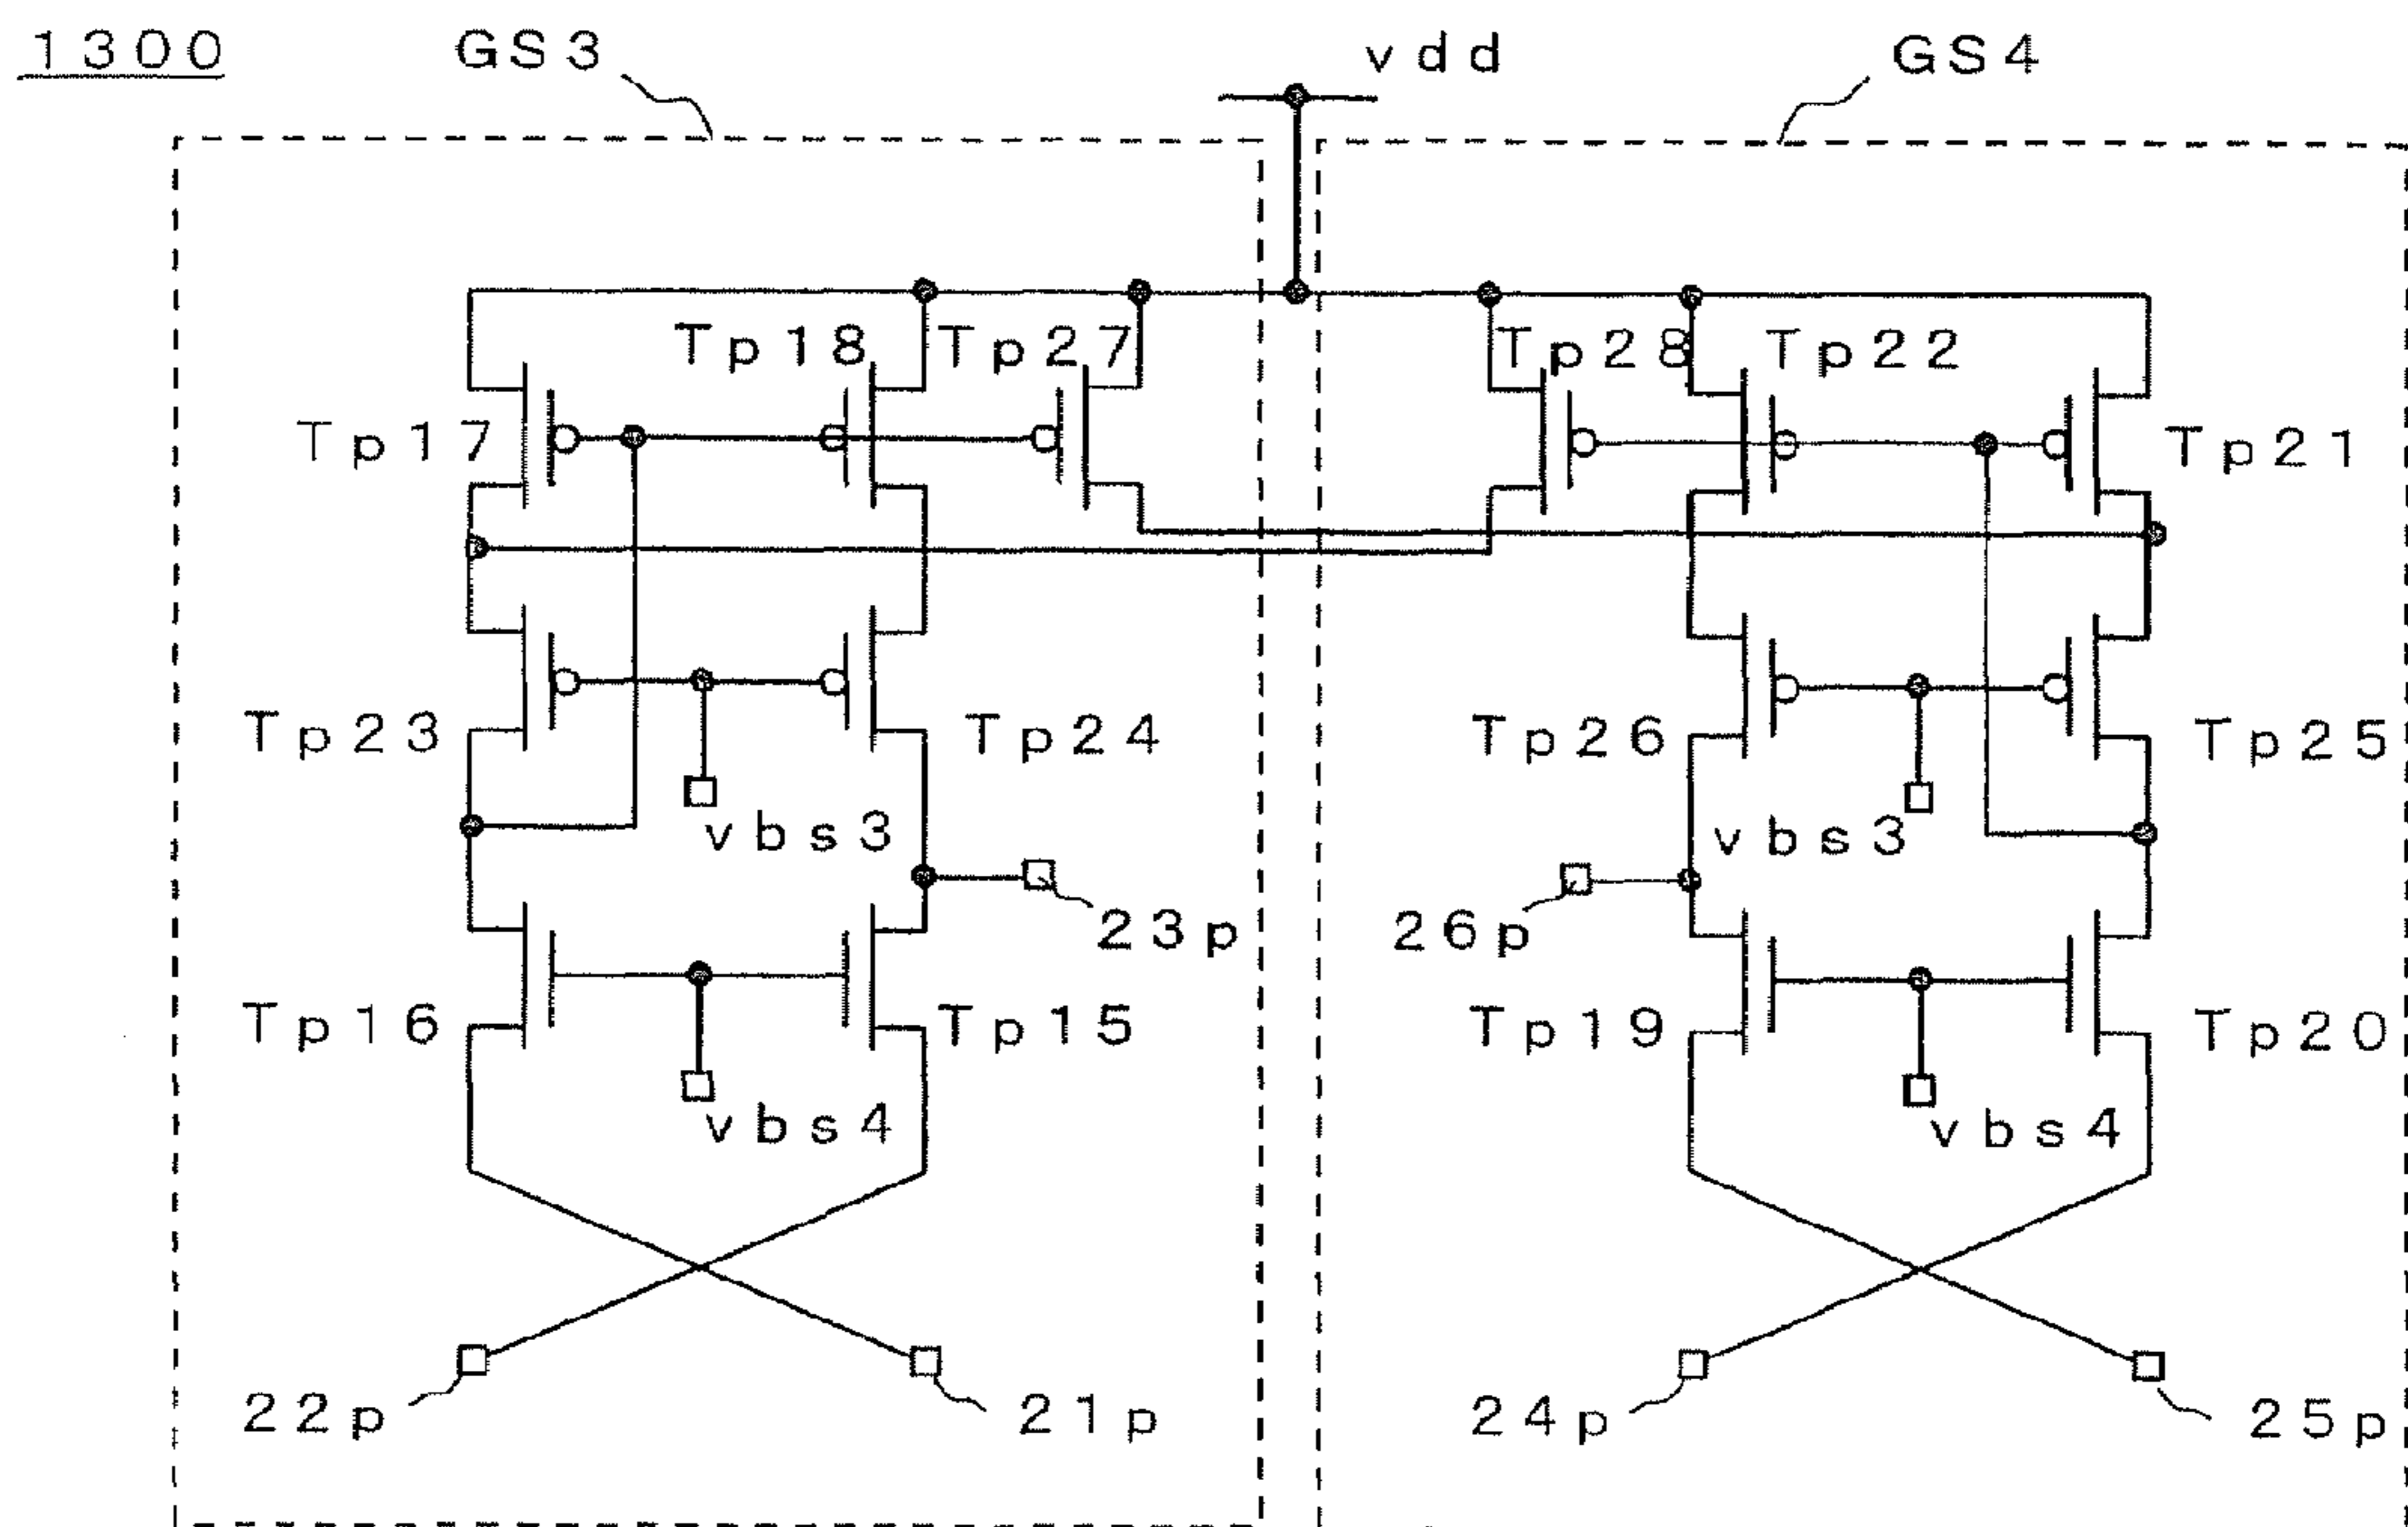 1300
GS3
vdd
GS4
Tp18
Tp27
Tp28
Tp22
Tp17
Tp21
Tp23
Tp24
Tp26
Tp25
vbs3
vbs3
23p
26p
Tp16
Tp15
Tp19
Tp20
vbs4
vbs4
22p
21p
24p
25p